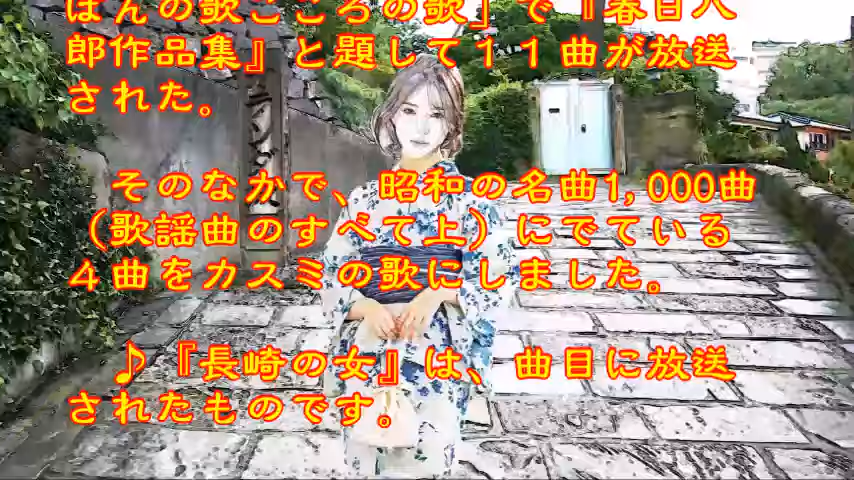 ほんの歌こころの歌」で『春日八
郎作品集』と題して１１曲が放送
された。
そのなかで、昭和の名曲1,000曲
（歌謡曲のすべて上）にでている
４曲をカスミの歌にしました。
♪『長崎の女』は、曲目に放送
されたものです。